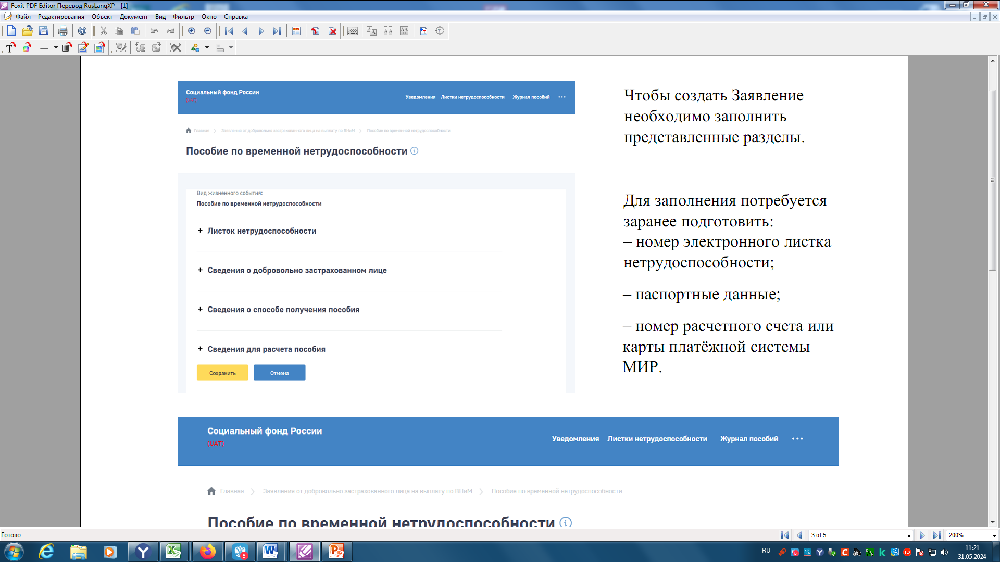 Foxit PDF Editor Перевод RusLangXP - [1]
Файл Редактирования Объект Документ Вид Фильтр Окно Справка
Социальный фонд России
(UAT)
Уведомления Листки нетрудоспособности Журнал пособий
Главная Заявления от добровольно застрахованного лица на выплату по ВНиМ Пособие по временной нетрудоспособности
Пособие по временной нетрудоспособности
Вид жизненного события:
Пособие по временной нетрудоспособности
+ Листок нетрудоспособности
+ Сведения о добровольно застрахованном лице
+ Сведения о способе получения пособия
+ Сведения для расчета пособия
Сохранить Отмена
Чтобы создать Заявление
необходимо заполнить
представленные разделы.
Для заполнения потребуется
заранее подготовить:
– номер электронного листка
нетрудоспособности;
– паспортные данные;
– номер расчетного счета или
карты платёжной системы
МИР.
Социальный фонд России
(UAT)
Уведомления Листки нетрудоспособности Журнал пособий
Главная Заявления от добровольно застрахованного лица на выплату по ВНиМ Пособие по временной нетрудоспособности
Пособие по временной нетрудоспособности
Готово
3 of 5
200%
RU
11:21
31.05.2024